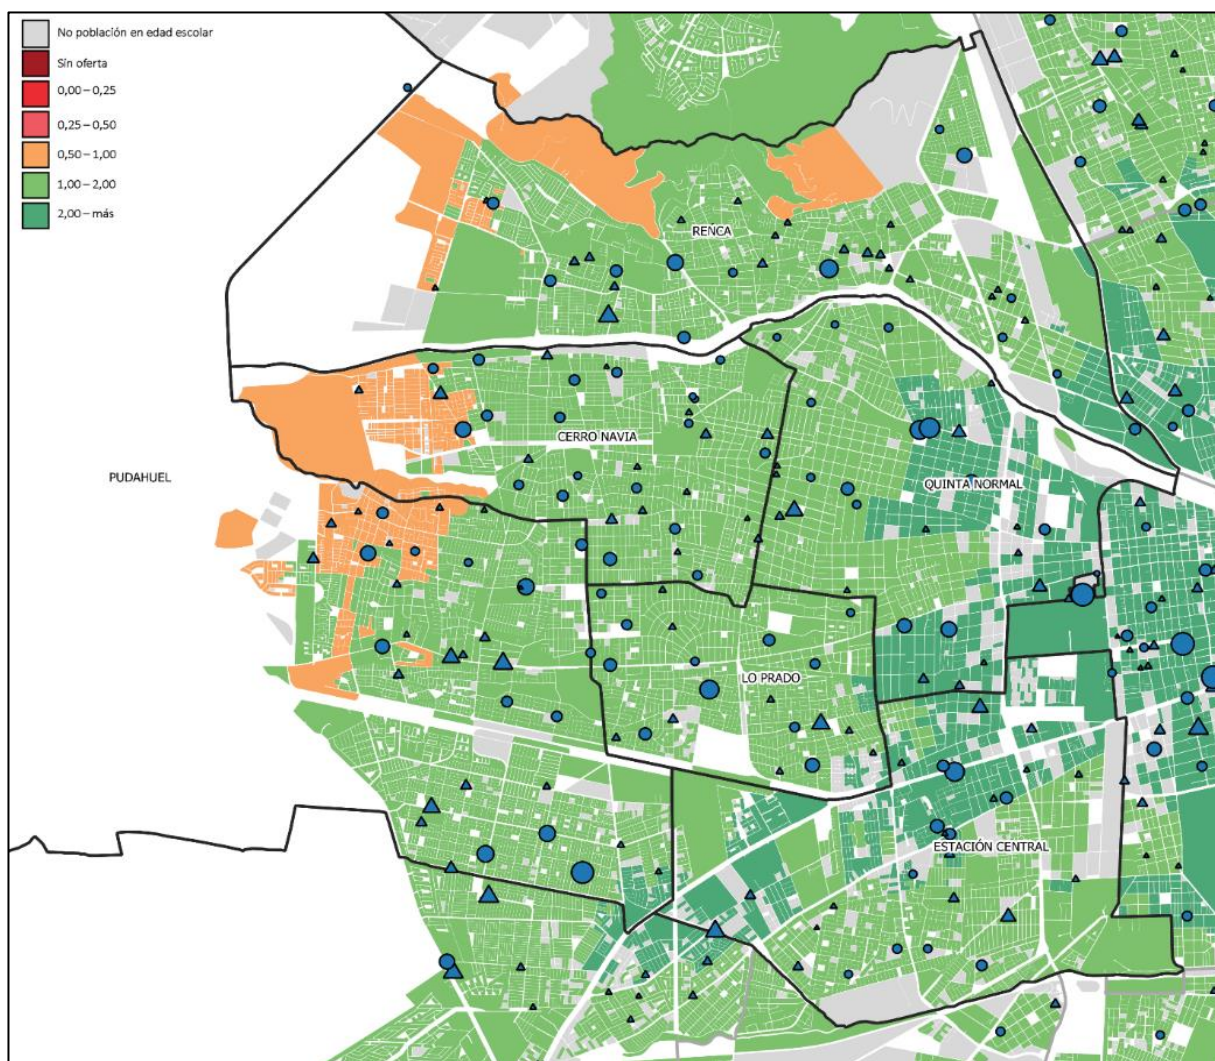 No población en edad escolar
Sin oferta
0,00 – 0,25
0,25 – 0,50
0,50 – 1,00
1,00 – 2,00
2,00 – más
RENCA
CERRO NAVIA
PUDAHUEL
QUINTA NORMAL
LO PRADO
ESTACIÓN CENTRAL